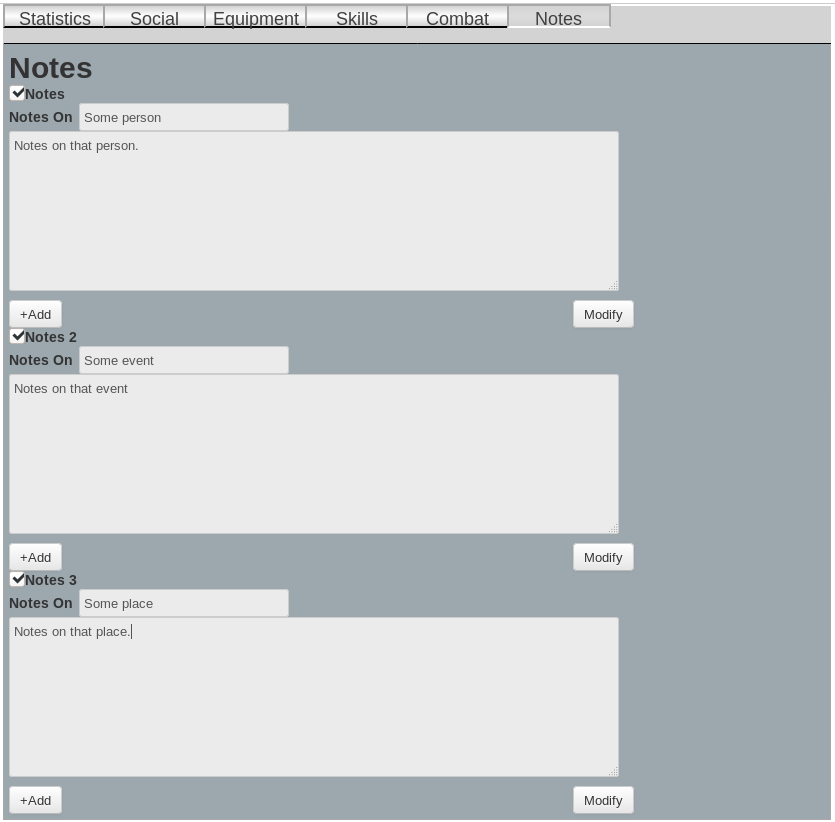 Statistics Social Equipment Skills Combat Notes
Notes
Notes
Notes On Some person
Notes on that person.
+Add Modify
Notes 2
Notes On Some event
Notes on that event
+Add Modify
Notes 3
Notes On Some place
Notes on that place.
+Add Modify